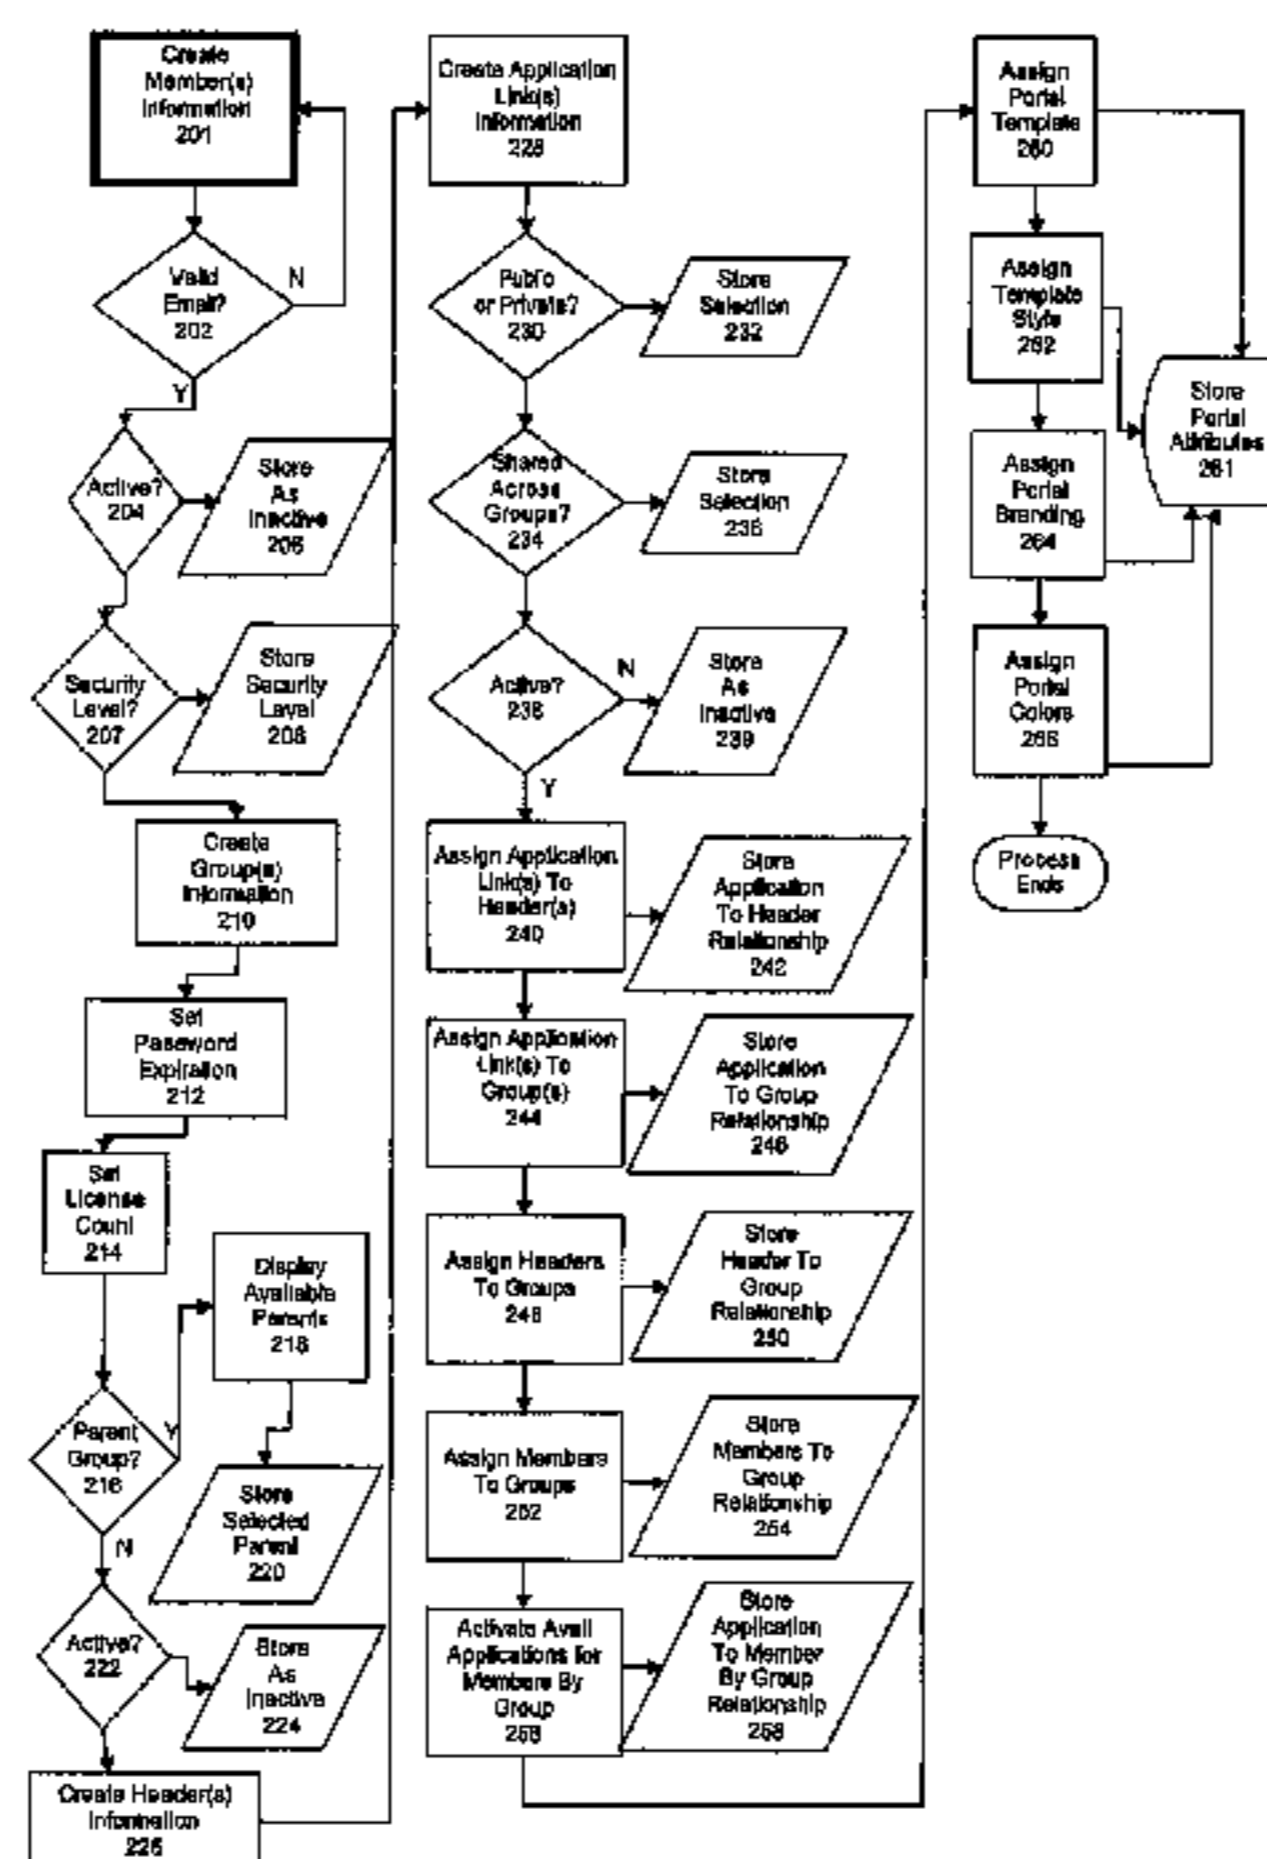 Create
Member(s)
Information
201
Valid
Email?
202
N
Y
Active?
204
Store
As
Inactive
206
Security
Level?
207
Store
Security
Level
208
Create
Group(s)
Information
210
Set
Password
Expiration
212
Set
License
Count
214
Display
Available
Parents
218
Parent
Group?
216
Y
N
Store
Selected
Parent
220
Active?
222
Store
As
Inactive
224
Create Header(s)
Information
226
Create Application
Link(s)
Information
228
Public
or Private?
230
Store
Selection
232
Shared
Across
Groups?
234
Store
Selection
236
Active?
238
N
Y
Store
As
Inactive
239
Assign Application
Link(s) To
Header(s)
240
Store
Application
To Header
Relationship
242
Assign Application
Link(s) To
Group(s)
244
Store
Application
To Group
Relationship
246
Assign Headers
To Groups
248
Store
Header To
Group
Relationship
250
Assign Members
To Groups
252
Store
Members To
Group
Relationship
254
Activate Avail
Applications for
Members By
Group
256
Store
Application
To Member
By Group
Relationship
258
Assign
Portal
Template
260
Assign
Template
Style
262
Store
Portal
Attributes
261
Assign
Portal
Branding
264
Assign
Portal
Colors
266
Process
Ends